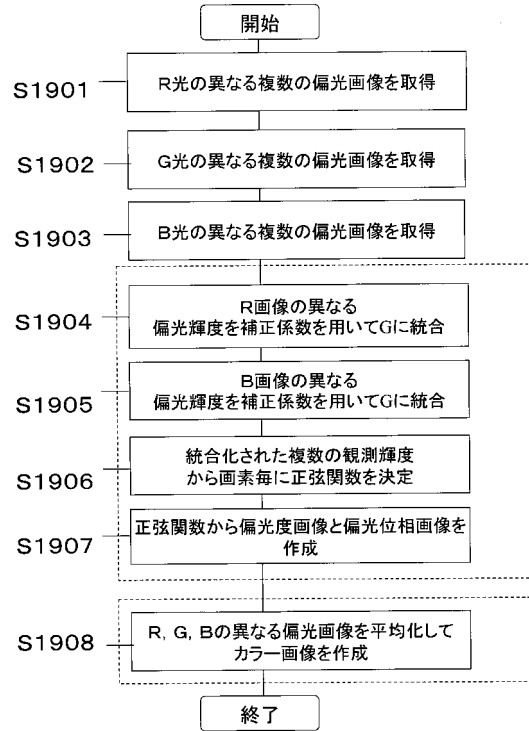 開始
S1901
R光の異なる複数の偏光画像を取得
S1902
G光の異なる複数の偏光画像を取得
S1903
B光の異なる複数の偏光画像を取得
S1904
R画像の異なる
偏光輝度を補正係数を用いてGに統合
S1905
B画像の異なる
偏光輝度を補正係数を用いてGに統合
S1906
統合化された複数の観測輝度
から画素毎に正弦関数を決定
S1907
正弦関数から偏光度画像と偏光位相画像を
作成
S1908
R, G, Bの異なる偏光画像を平均化して
カラー画像を作成
終了